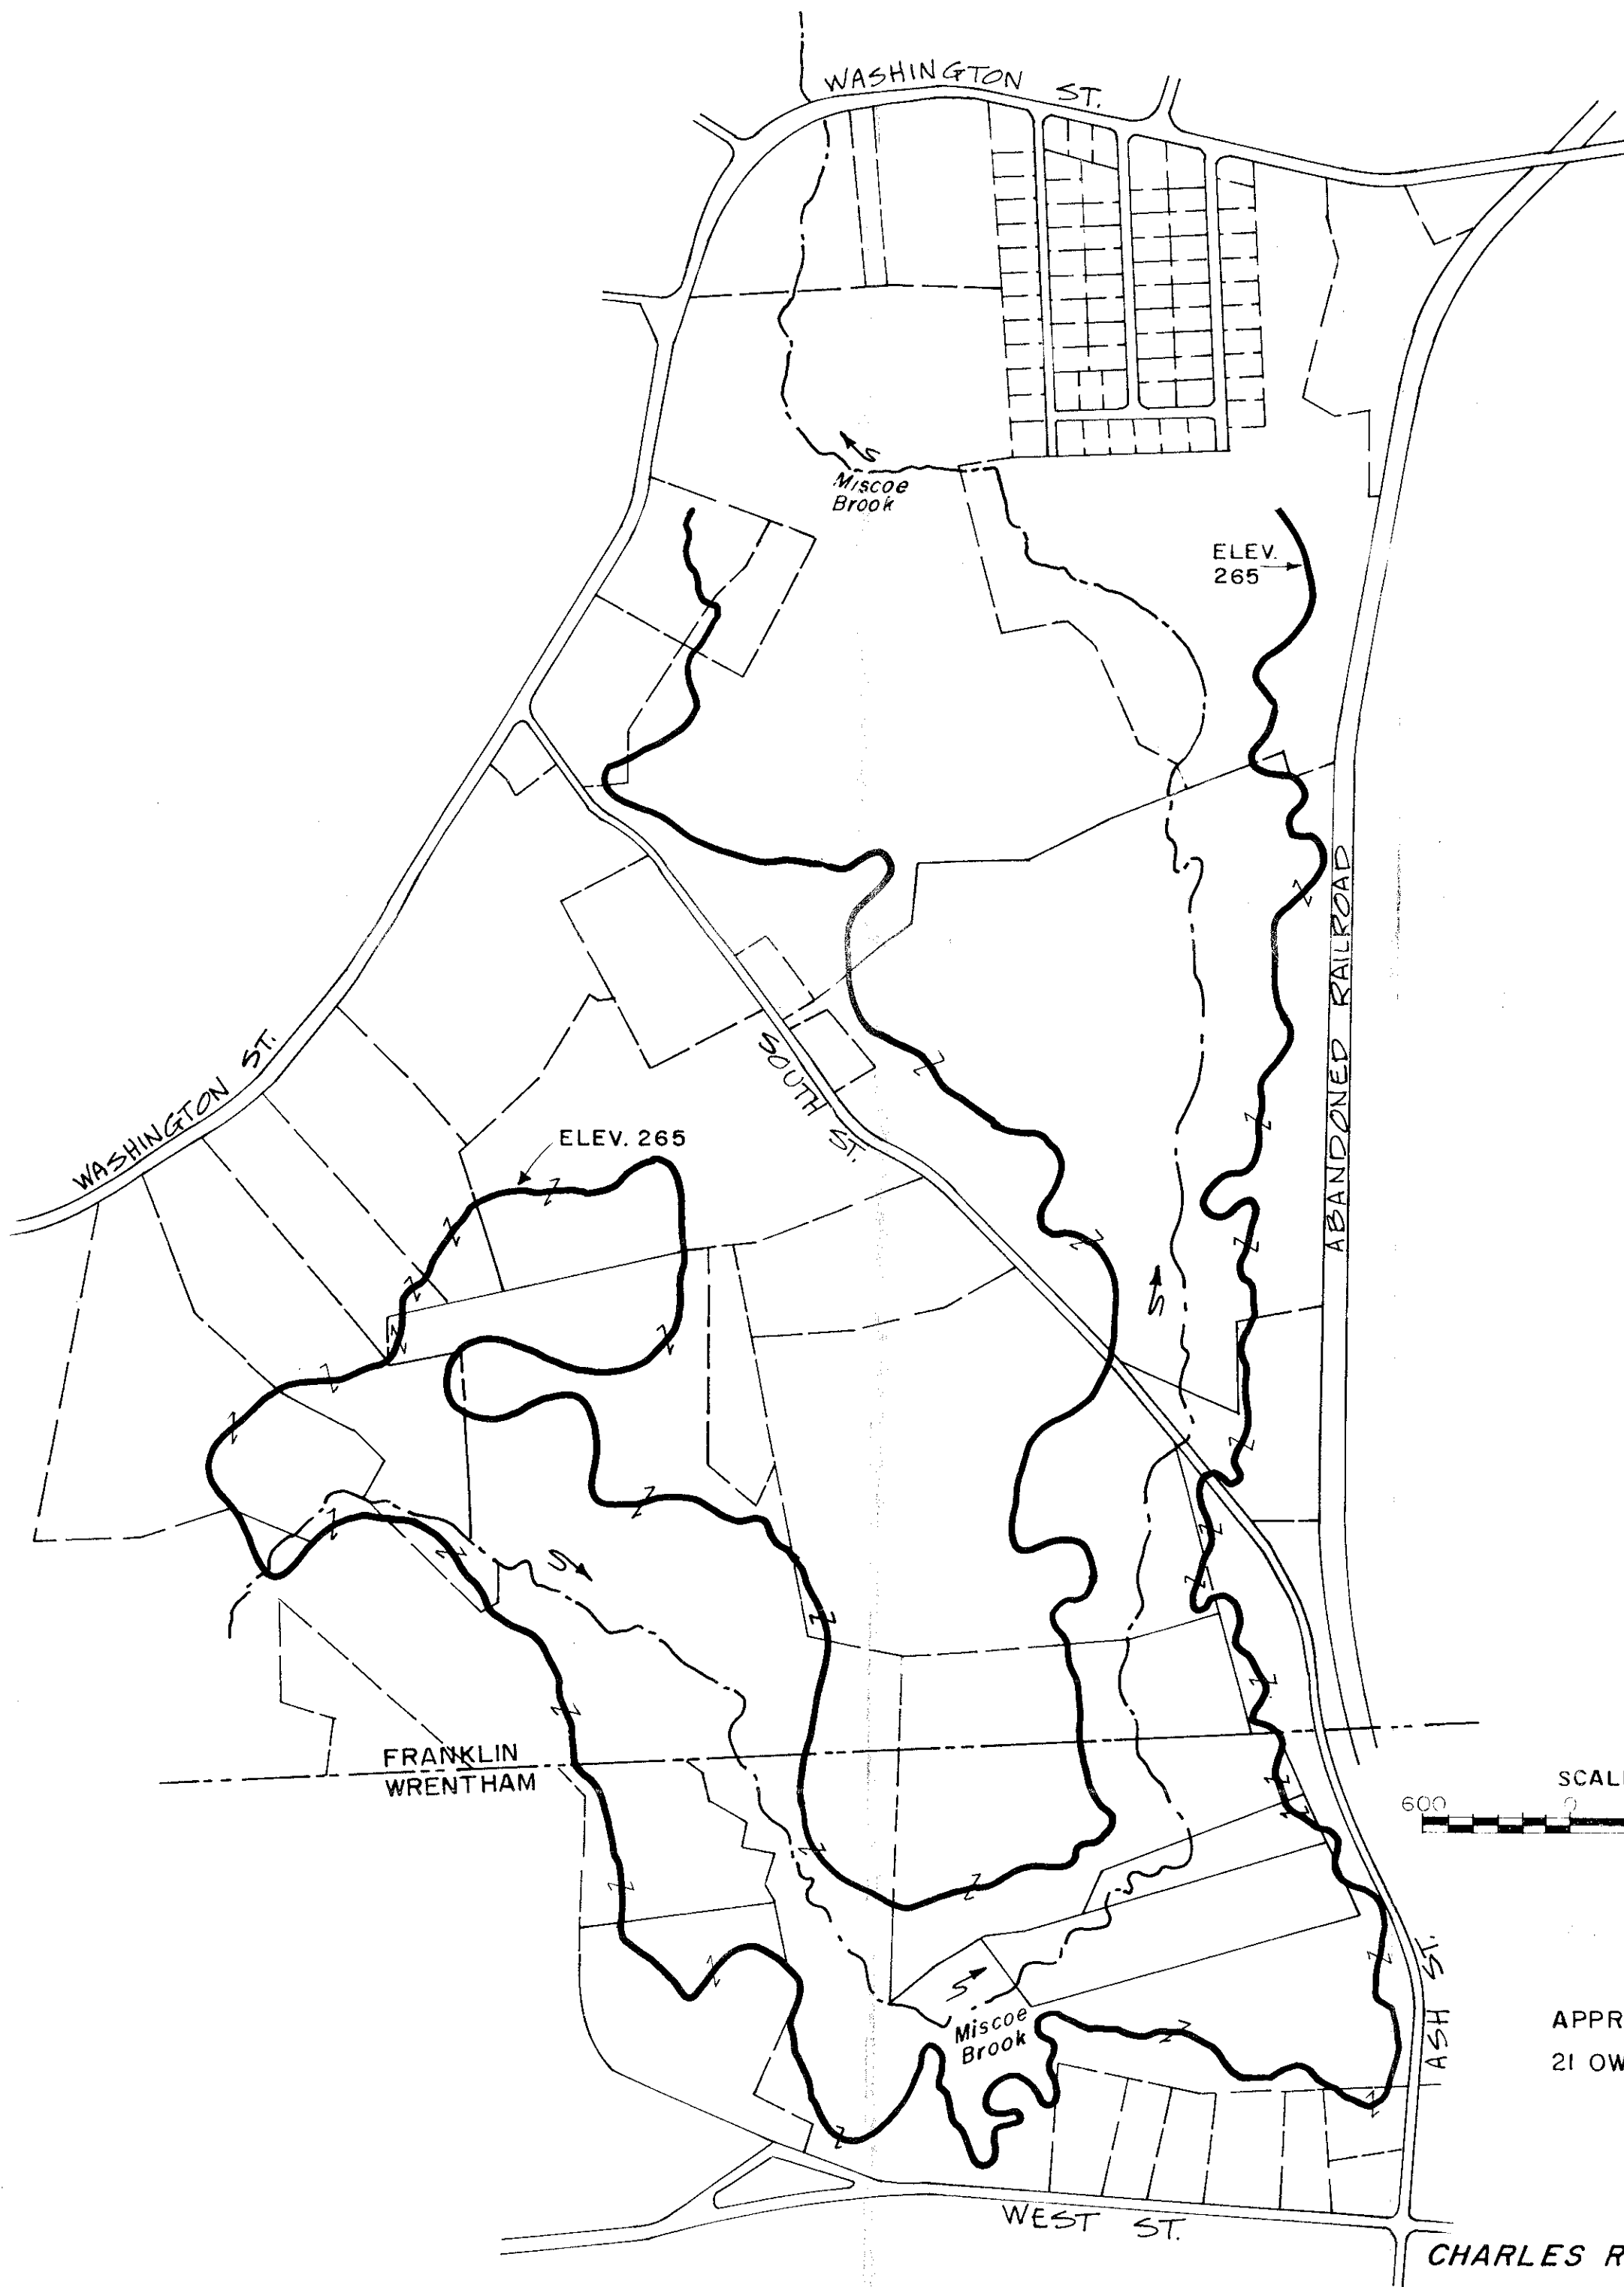 WASHINGTON ST.
Miscoe
Brook
ELEV.
265
ABANDONED RAILROAD
SOUTH ST.
WASHINGTON ST.
ELEV. 265
FRANKLIN
WRENTHAM
SCAL
600 0
ASH ST.
APPR
21 OW
Miscoe
Brook
WEST ST.
CHARLES R